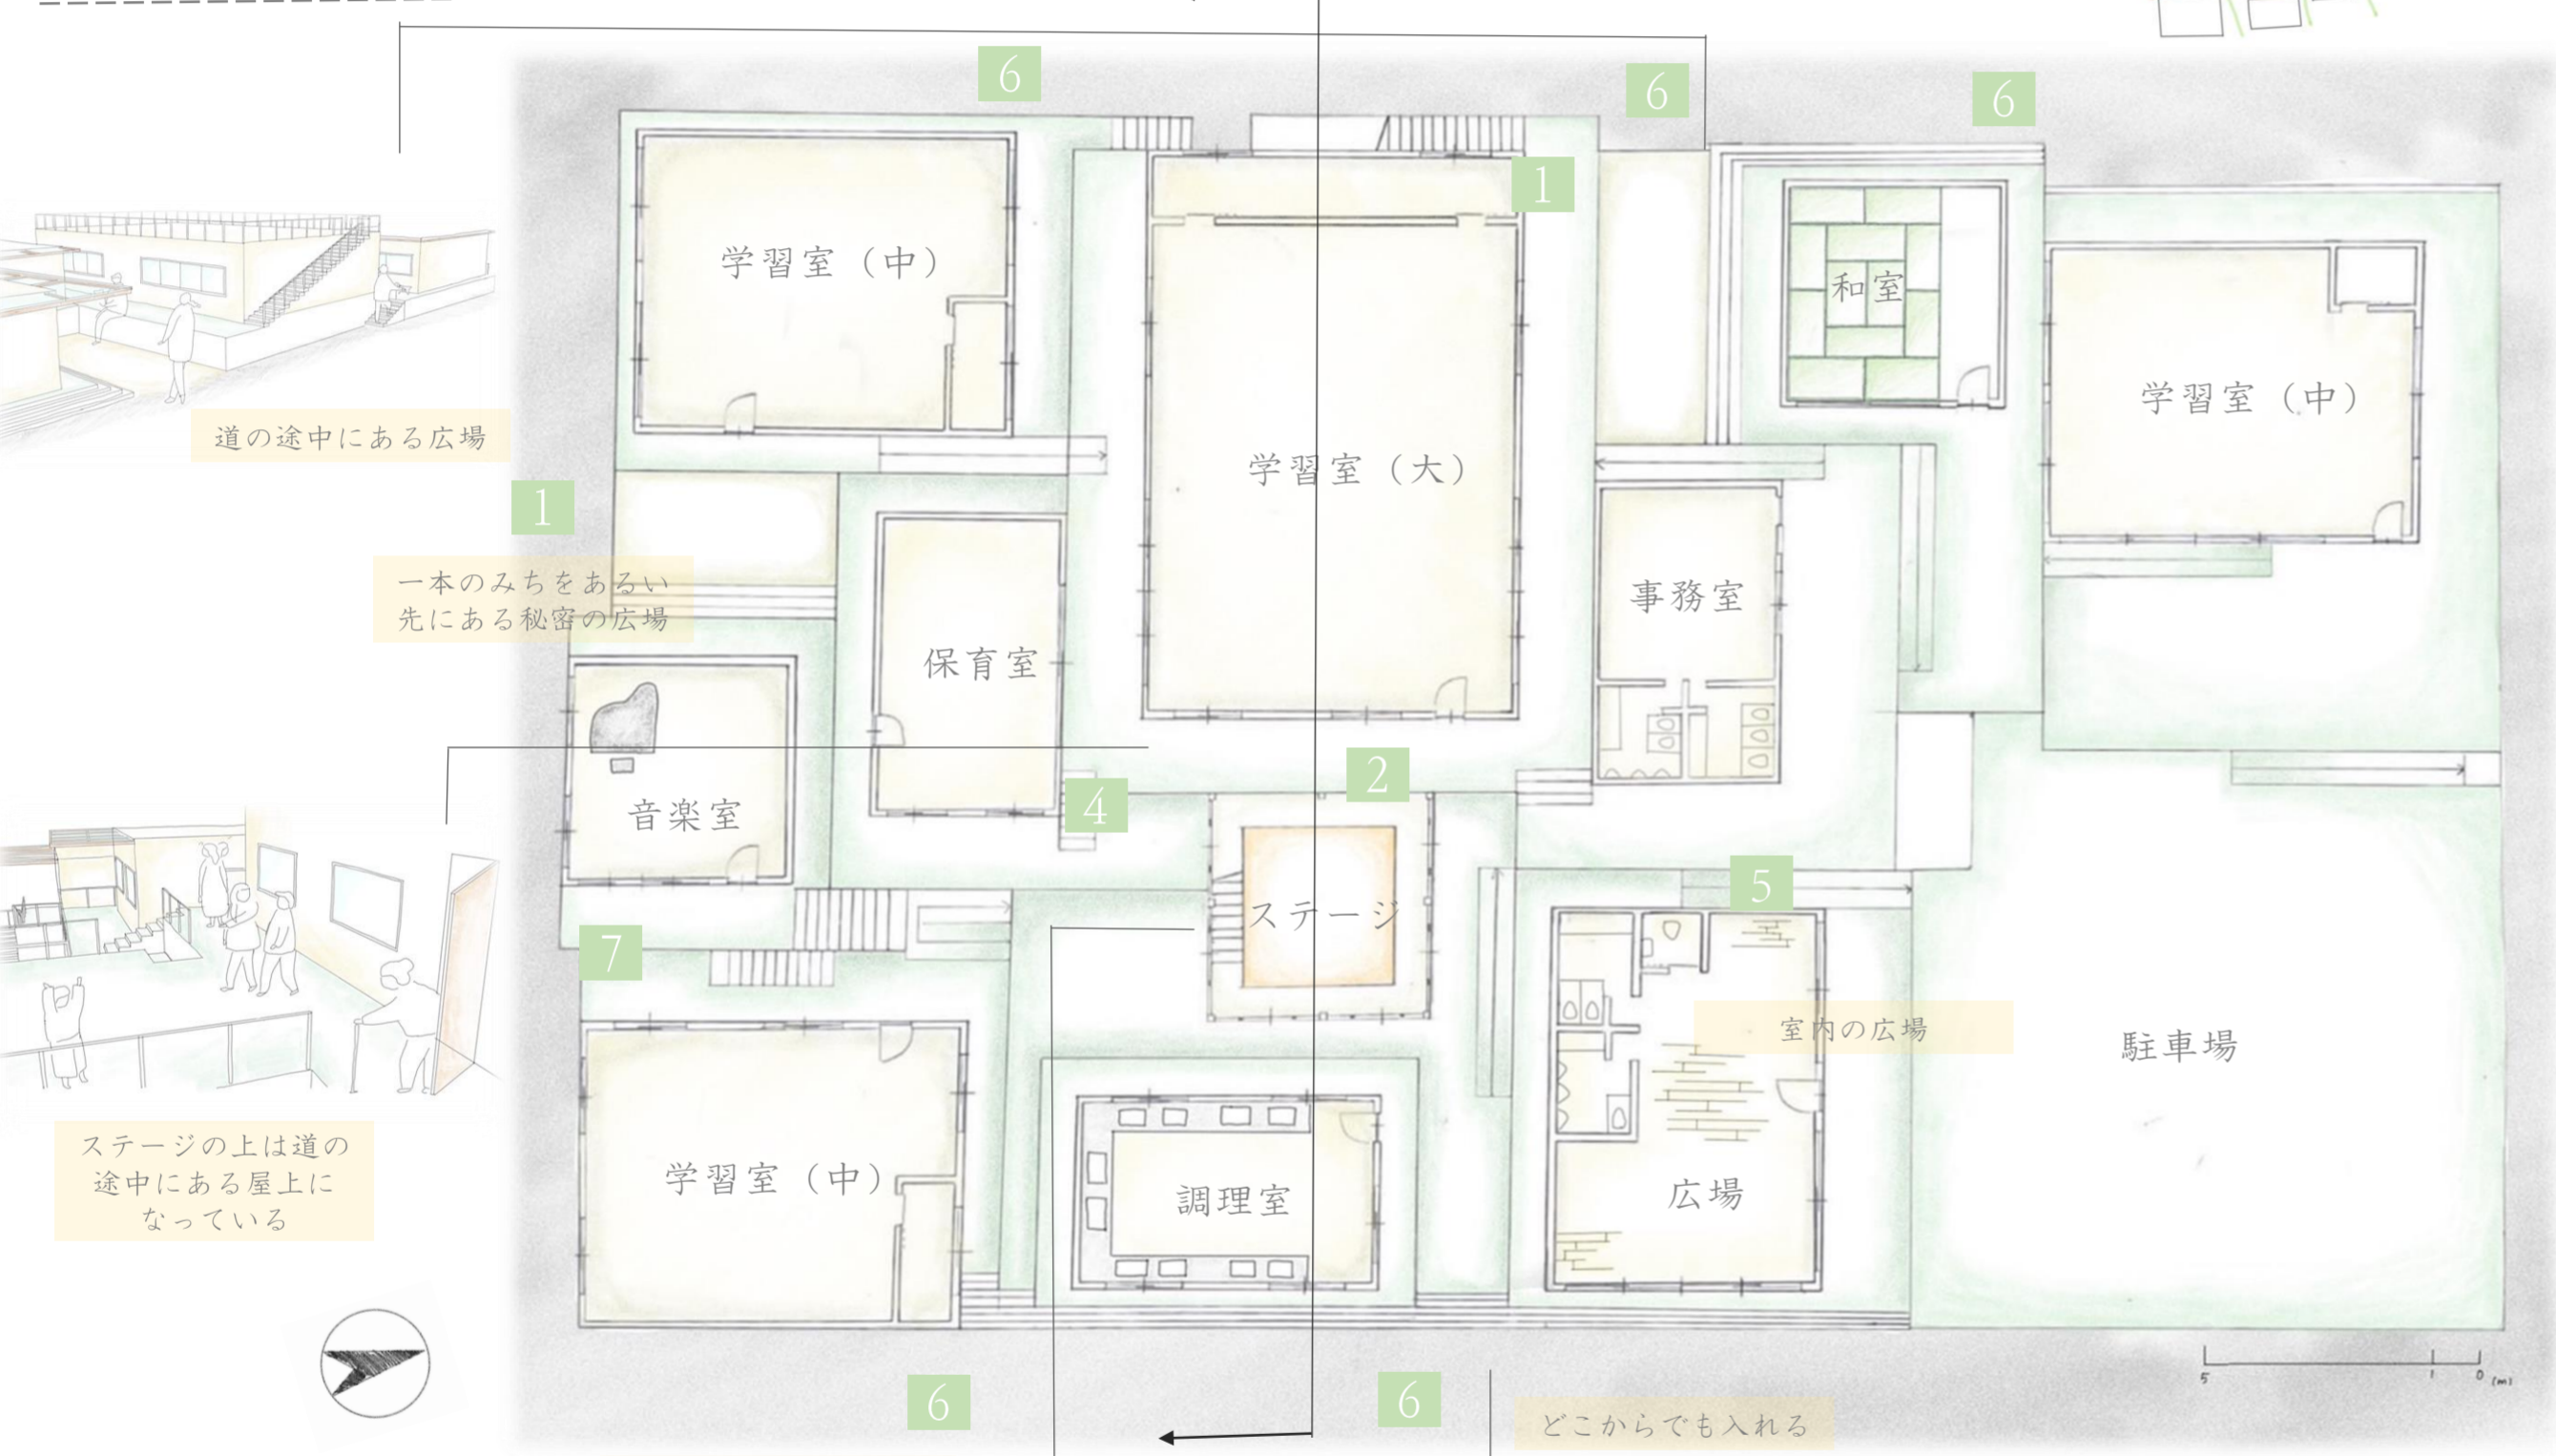 6
6
6
1
学習室（中）
学習室（大）
和室
学習室（中）
道の途中にある広場
1
一本のみちをあるい
先にある秘密の広場
保育室
事務室
音楽室
4
2
ステージ
5
7
室内の広場
駐車場
ステージの上は道の
途中にある屋上に
なっている
学習室（中）
調理室
広場
5 1 0 (m)
6
6
どこからでも入れる